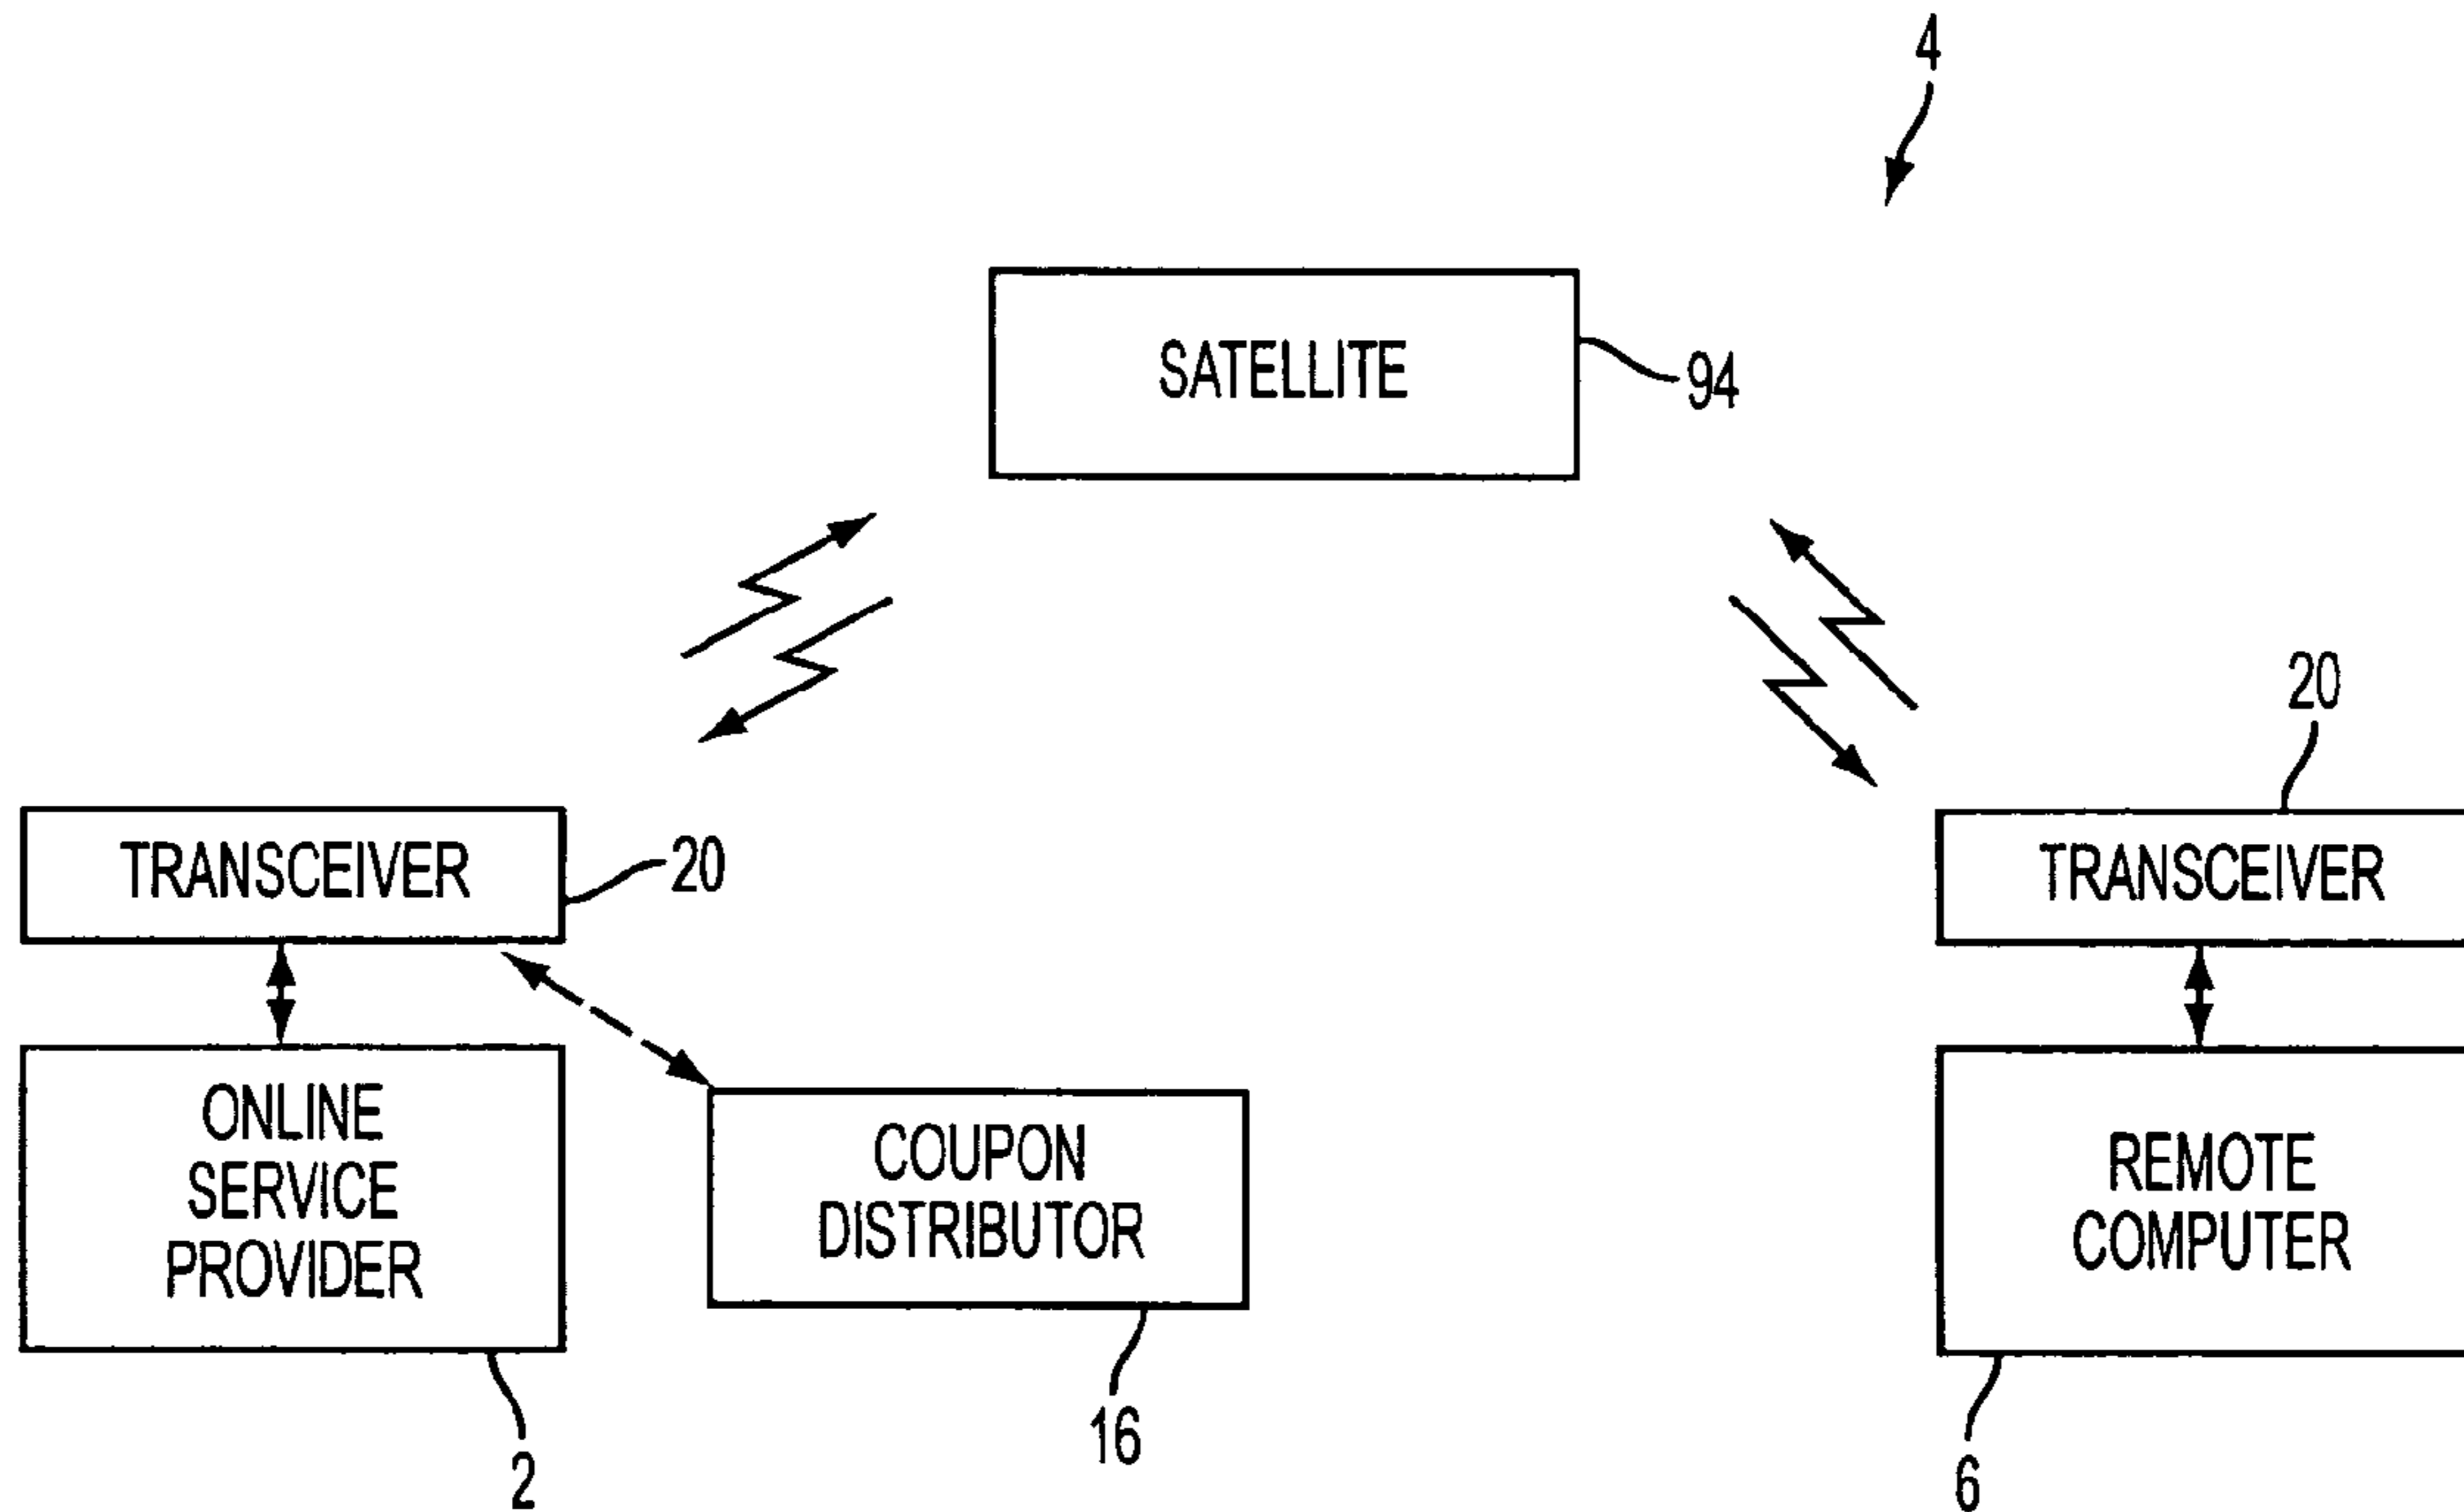 4
SATELLITE
94
20
TRANSCEIVER
20
TRANSCEIVER
ONLINE
SERVICE
PROVIDER
COUPON
DISTRIBUTOR
REMOTE
COMPUTER
16
2
6